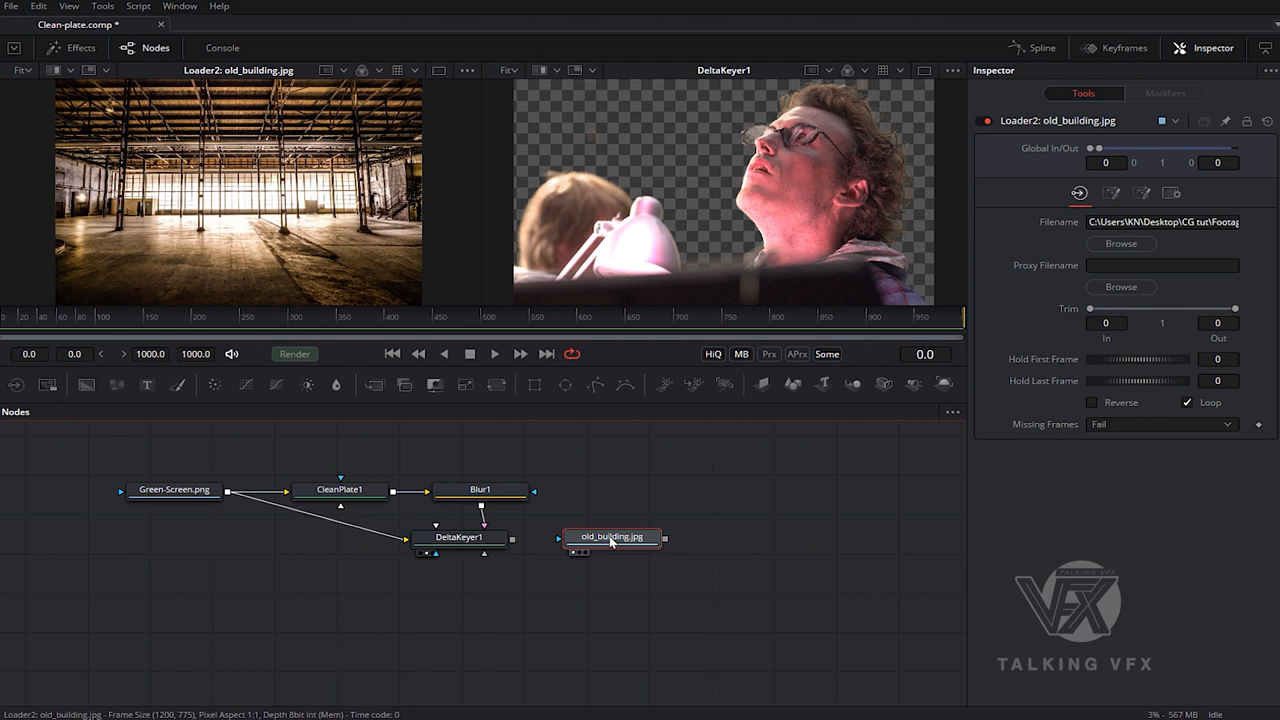 File Edit View Tools Script Window Help
Clean-plate.comp *
Effects Nodes Console Spline Keyframes Inspector
Fit Loader2: old_building.jpg Fit DeltaKeyer1 Inspector
Tools Modifiers
Loader2: old_building.jpg
Global In/Out
0 0 1 0 0
Filename C:\Users\KN\Desktop\CG tut\Footag
Browse
Proxy Filename
Browse
Trim
0 1 0
In Out
Hold First Frame 0
Hold Last Frame 0
Reverse Loop
Missing Frames Fail
0 20 40 60 80 100 150 200 250 300 350 400 450 500 550 600 650 700 750 800 850 900 950
0.0 0.0 1000.0 1000.0 Render HiQ MB Prx APrx Some 0.0
T T
Nodes
Green-Screen.png CleanPlate1 Blur1
DeltaKeyer1 old_building.jpg
TALKING VFX
VFX
TALKING VFX
Loader2: old_building.jpg - Frame Size (1200, 775), Pixel Aspect 1:1, Depth 8bit int (Mem) - Time code: 0 3% - 567 MB Idle